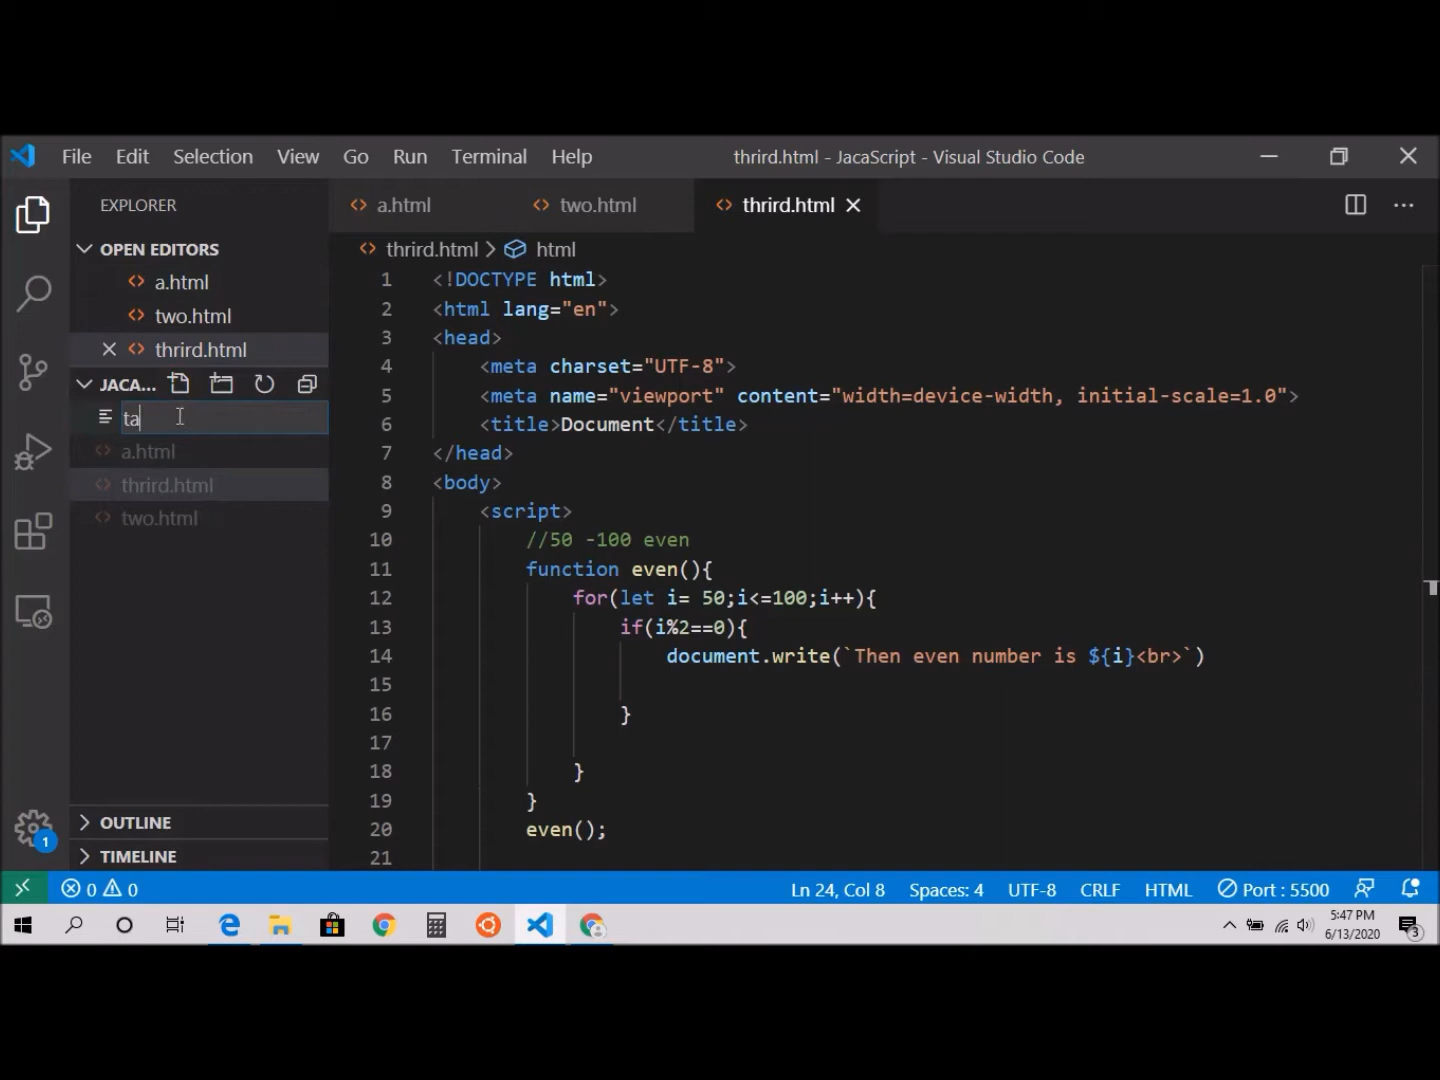 File Edit Selection View Go Run Terminal Help thrird.html - JacaScript - Visual Studio Code
EXPLORER
OPEN EDITORS
a.html
two.html
thrird.html
JACA...
ta
a.html
thrird.html
two.html
OUTLINE
TIMELINE
a.html two.html thrird.html
thrird.html > html
1 <!DOCTYPE html>
2 <html lang="en">
3 <head>
4 <meta charset="UTF-8">
5 <meta name="viewport" content="width=device-width, initial-scale=1.0">
6 <title>Document</title>
7 </head>
8 <body>
9 <script>
10 //50 -100 even
11 function even(){
12 for(let i= 50;i<=100;i++){
13 if(i%2==0){
14 document.write(`Then even number is ${i}<br>`)
15
16 }
17
18 }
19 }
20 even();
21
1
0 0 Ln 24, Col 8 Spaces: 4 UTF-8 CRLF HTML Port : 5500
5:47 PM
6/13/2020
3